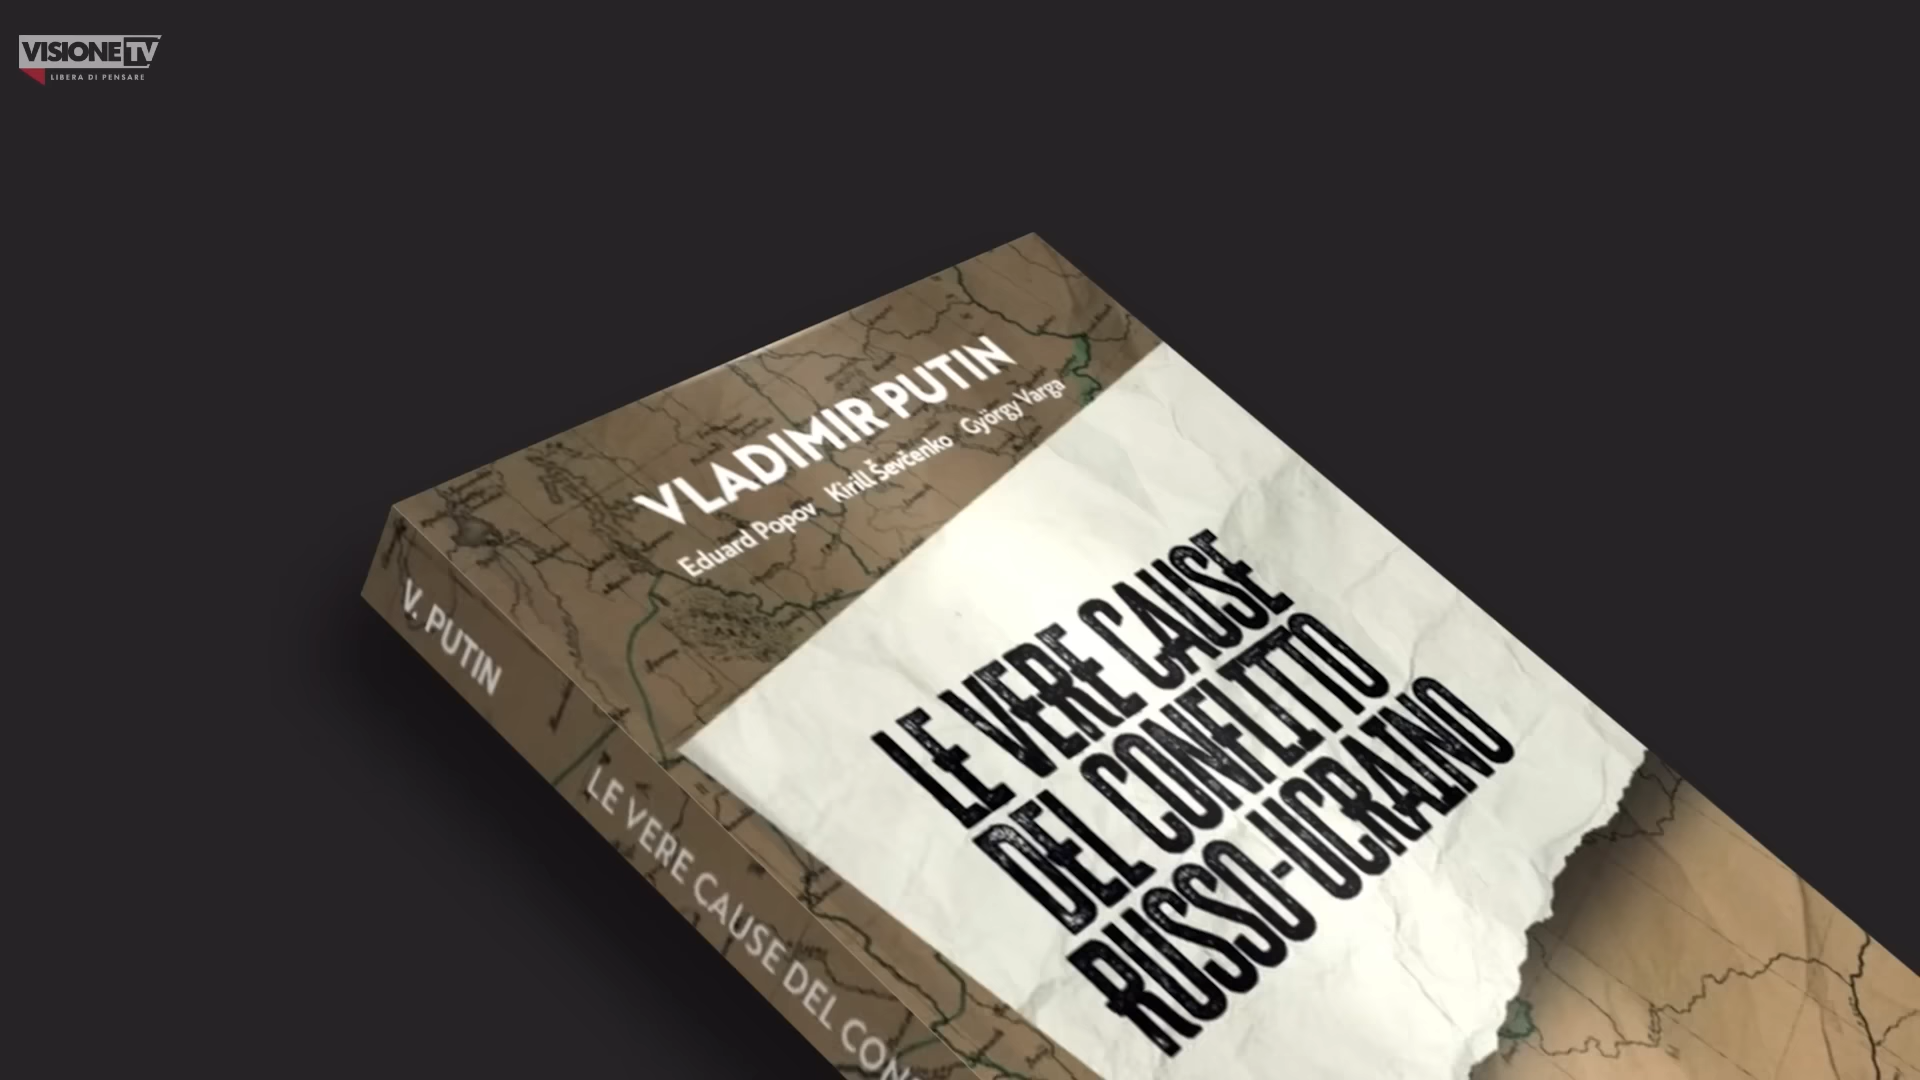 VISIONE TV
LIBERA DI PENSARE
VLADIMIR PUTIN
Eduard Popov Kirill Ševčenko György Varga
LE VERE CAUSE
DEL CONFLITTO
RUSSO-UCRAINO
V. PUTIN
LE VERE CAUSE DEL